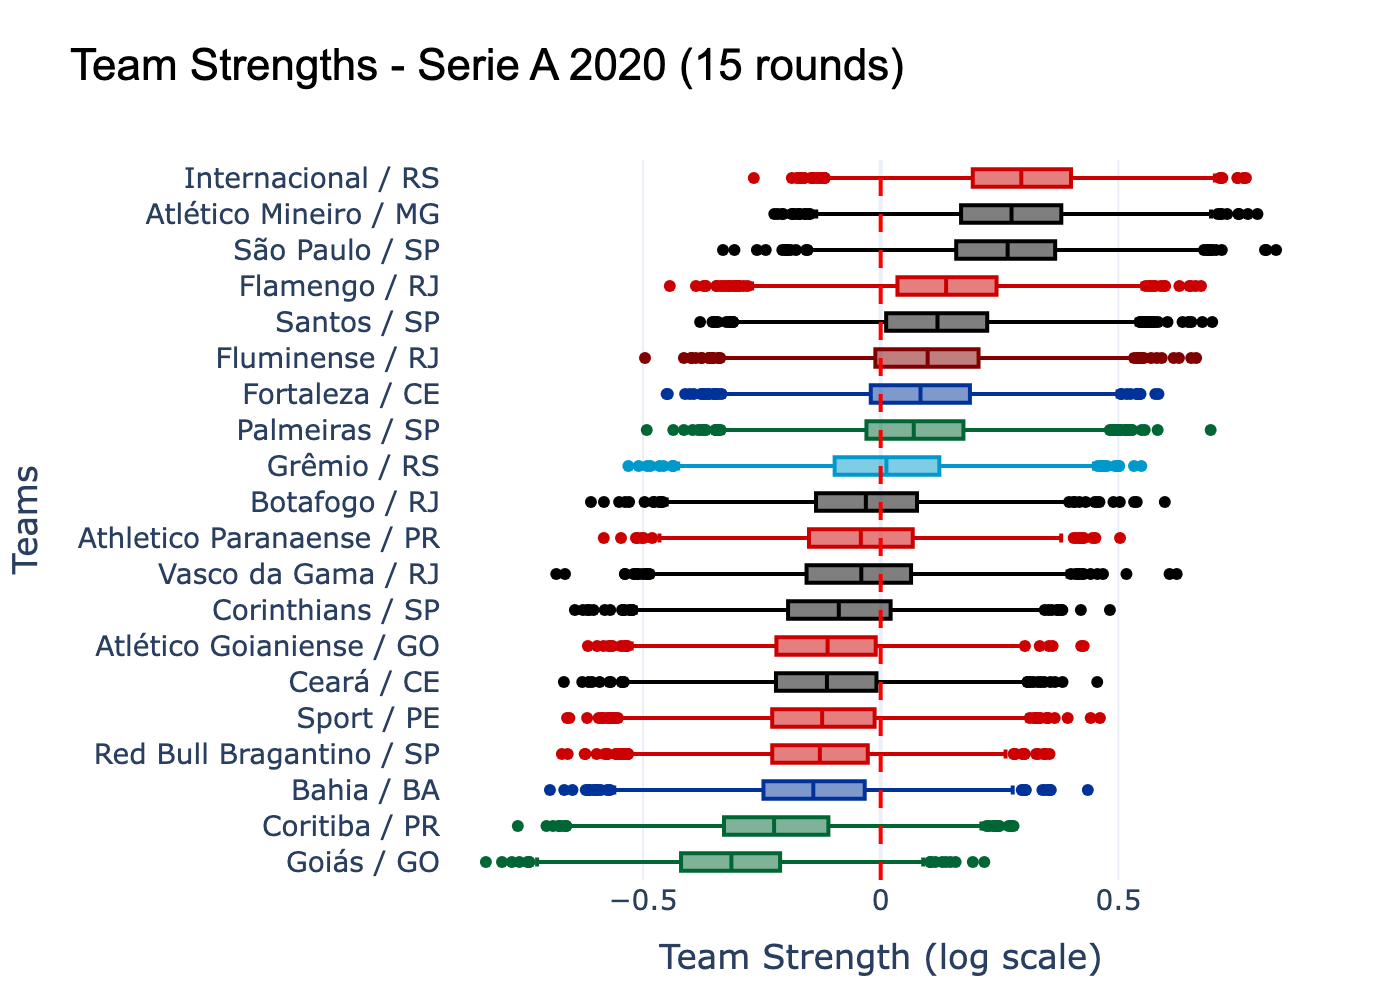 Team Strengths - Serie A 2020 (15 rounds)
Internacional / RS
Atlético Mineiro / MG
São Paulo / SP
Flamengo / RJ
Santos / SP
Fluminense / RJ
Fortaleza / CE
Palmeiras / SP
Grêmio / RS
Botafogo / RJ
Athletico Paranaense / PR
Vasco da Gama / RJ
Corinthians / SP
Atlético Goianiense / GO
Ceará / CE
Sport / PE
Red Bull Bragantino / SP
Bahia / BA
Coritiba / PR
Goiás / GO
Teams
−0.5 0 0.5
Team Strength (log scale)